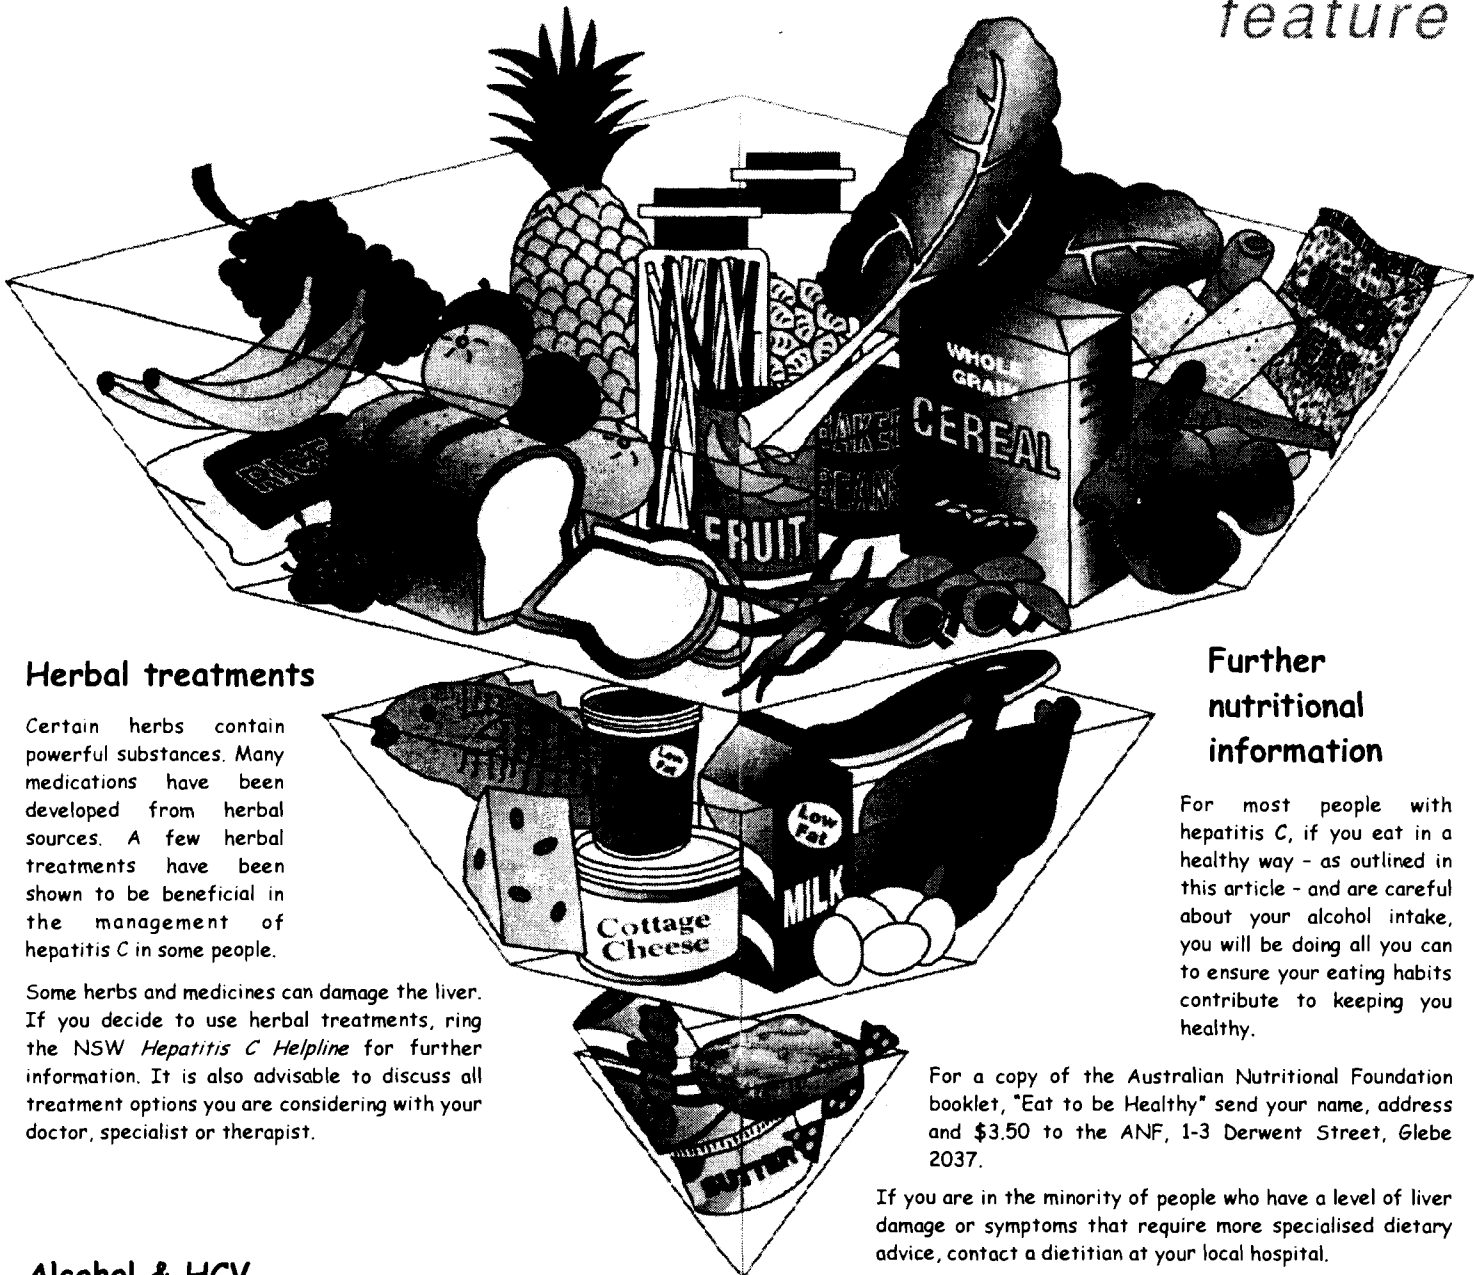 feature
WHOLE
GRAIN
CEREAL
RICE
BAKED
BEANS
FRUIT
Herbal treatments
Certain herbs contain
powerful substances. Many
medications have been
developed from herbal
sources. A few herbal
treatments have been
shown to be beneficial in
the management of
hepatitis C in some people.
Some herbs and medicines can damage the liver.
If you decide to use herbal treatments, ring
the NSW Hepatitis C Helpline for further
information. It is also advisable to discuss all
treatment options you are considering with your
doctor, specialist or therapist.
Alcohol & HCV
Low
Fat
Low
Fat
MILK
Cottage
Cheese
BUTTER
Further
nutritional
information
For most people with
hepatitis C, if you eat in a
healthy way - as outlined in
this article - and are careful
about your alcohol intake,
you will be doing all you can
to ensure your eating habits
contribute to keeping you
healthy.
For a copy of the Australian Nutritional Foundation
booklet, "Eat to be Healthy" send your name, address
and $3.50 to the ANF, 1-3 Derwent Street, Glebe
2037.
If you are in the minority of people who have a level of liver
damage or symptoms that require more specialised dietary
advice, contact a dietitian at your local hospital.